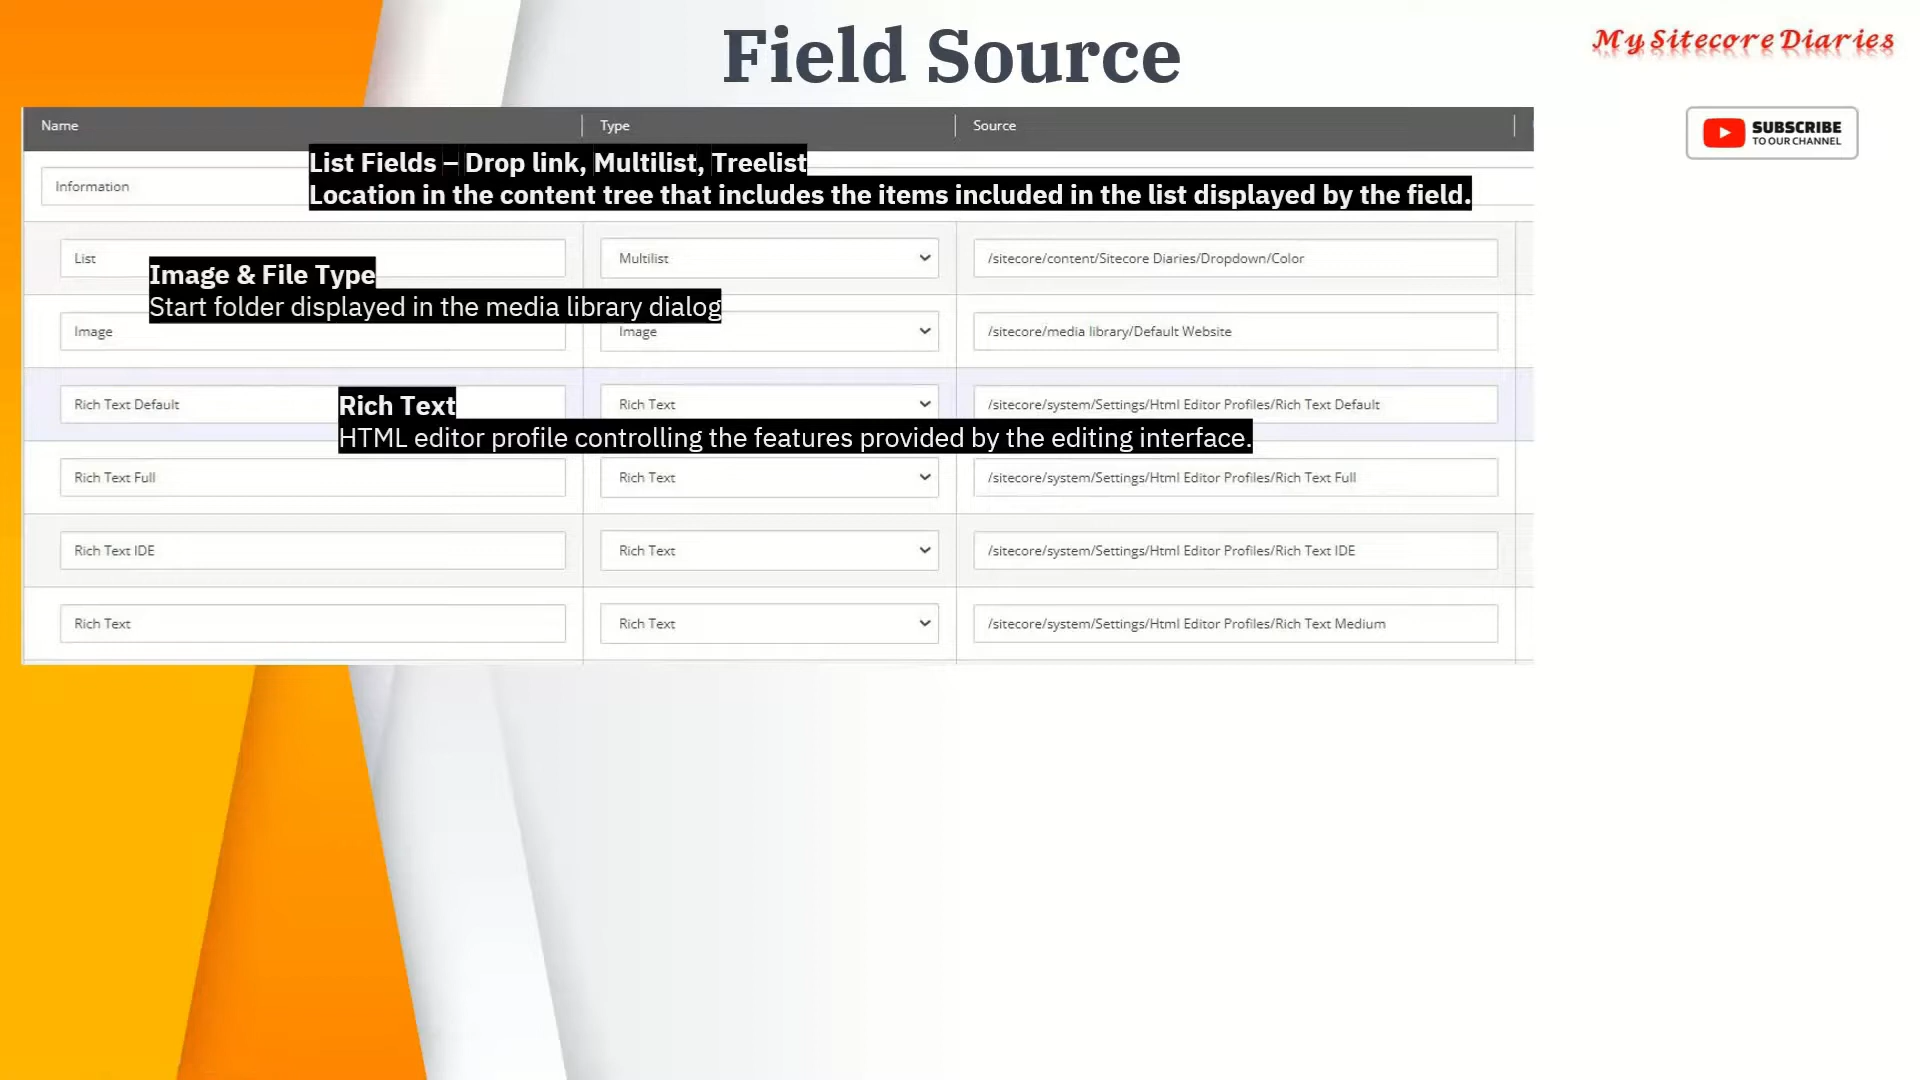 Field Source
My Sitecore Diaries
SUBSCRIBE
TO OUR CHANNEL
Name Type Source
List Fields – Drop link, Multilist, Treelist
Location in the content tree that includes the items included in the list displayed by the field.
Information
List Multilist /sitecore/content/Sitecore Diaries/Dropdown/Color
Image & File Type
Start folder displayed in the media library dialog
Image Image /sitecore/media library/Default Website
Rich Text Default Rich Text /sitecore/system/Settings/Html Editor Profiles/Rich Text Default
Rich Text
HTML editor profile controlling the features provided by the editing interface.
Rich Text Full Rich Text /sitecore/system/Settings/Html Editor Profiles/Rich Text Full
Rich Text IDE Rich Text /sitecore/system/Settings/Html Editor Profiles/Rich Text IDE
Rich Text Rich Text /sitecore/system/Settings/Html Editor Profiles/Rich Text Medium